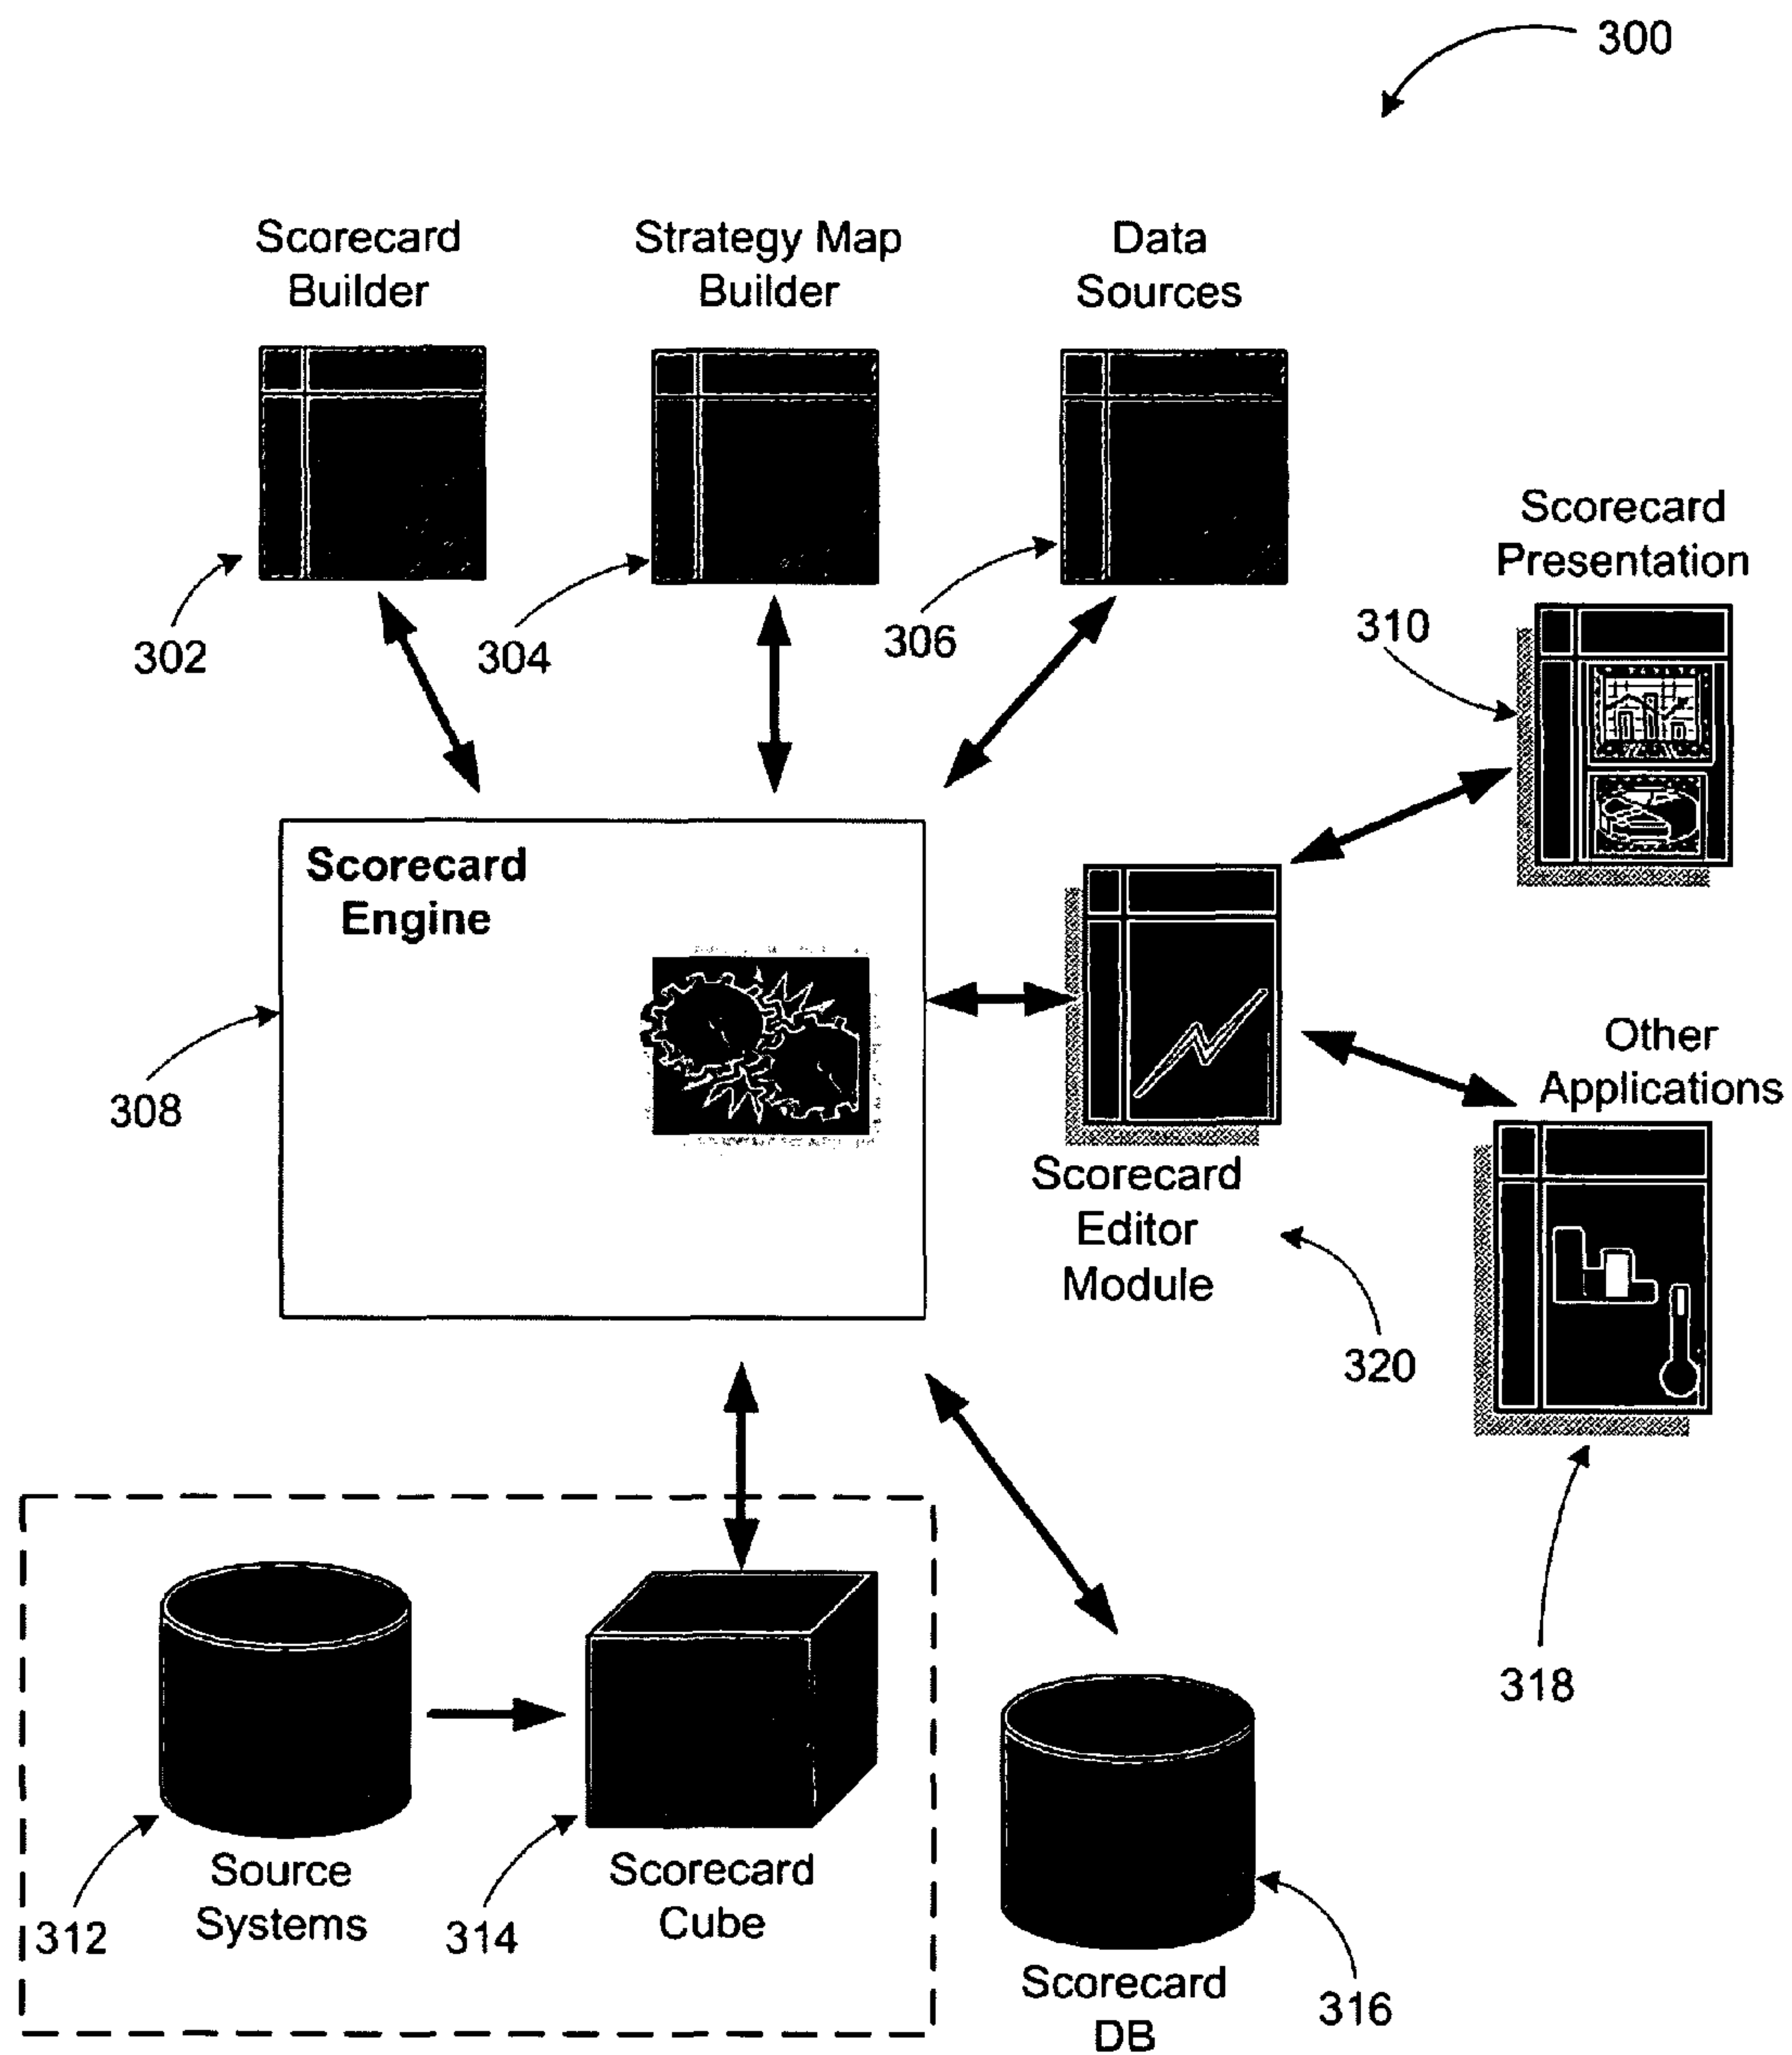 300
Scorecard
Builder
Strategy Map
Builder
Data
Sources
302
304
306
Scorecard
Presentation
310
Scorecard
Engine
308
Scorecard
Editor
Module
320
Other
Applications
318
Source
Systems
312
Scorecard
Cube
314
Scorecard
DB
316